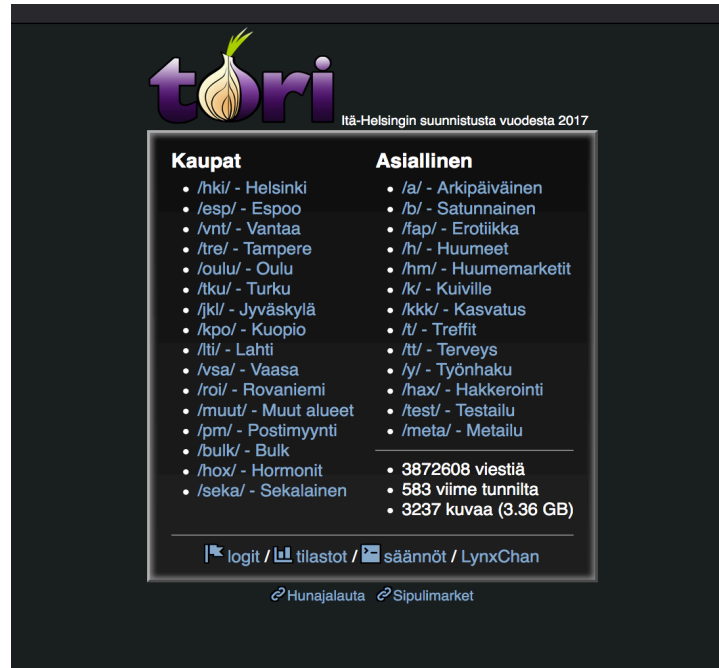 tori
Itä-Helsingin suunnistusta vuodesta 2017
Kaupat
/hki/ - Helsinki
/esp/ - Espoo
/vnt/ - Vantaa
/tre/ - Tampere
/oulu/ - Oulu
/tku/ - Turku
/jkl/ - Jyväskylä
/kpo/ - Kuopio
/lti/ - Lahti
/vsa/ - Vaasa
/roi/ - Rovaniemi
/muut/ - Muut alueet
/pm/ - Postimyynti
/bulk/ - Bulk
/hox/ - Hormonit
/seka/ - Sekalainen
Asiallinen
/a/ - Arkipäiväinen
/b/ - Satunnainen
/fap/ - Erotiikka
/h/ - Huumeet
/hm/ - Huumemarketit
/k/ - Kuiville
/kkk/ - Kasvatus
/t/ - Treffit
/tt/ - Terveys
/y/ - Työnhaku
/hax/ - Hakkerointi
/test/ - Testailu
/meta/ - Metailu
3872608 viestiä
583 viime tunnilta
3237 kuvaa (3.36 GB)
logit / tilastot / säännöt / LynxChan
Hunajalauta Sipulimarket